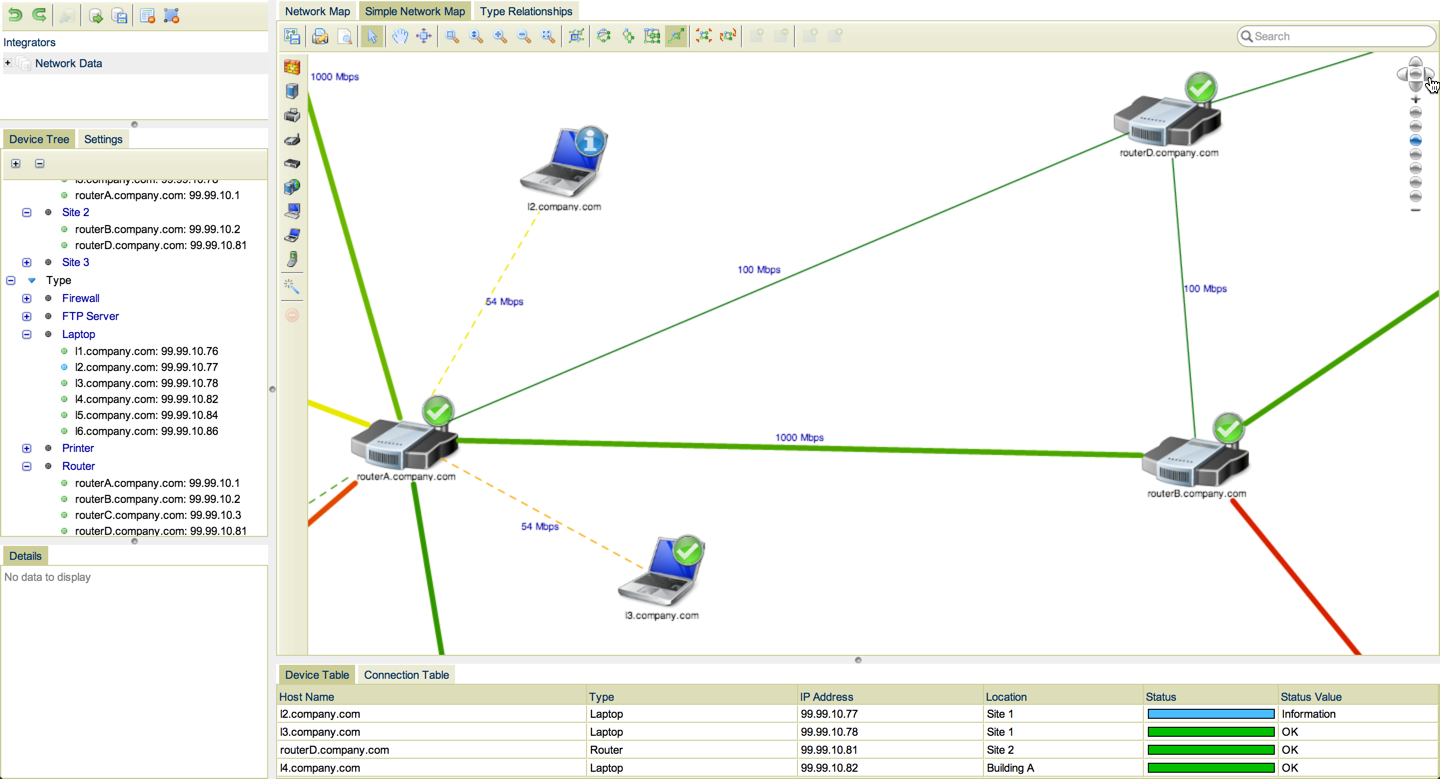 Network Map Simple Network Map Type Relationships
Search
Integrators
Network Data
Device Tree Settings
l3.company.com: 99.99.10.78
routerA.company.com: 99.99.10.1
Site 2
routerB.company.com: 99.99.10.2
routerD.company.com: 99.99.10.81
Site 3
Type
Firewall
FTP Server
Laptop
l1.company.com: 99.99.10.76
l2.company.com: 99.99.10.77
l3.company.com: 99.99.10.78
l4.company.com: 99.99.10.82
l5.company.com: 99.99.10.84
l6.company.com: 99.99.10.86
Printer
Router
routerA.company.com: 99.99.10.1
routerB.company.com: 99.99.10.2
routerC.company.com: 99.99.10.3
routerD.company.com: 99.99.10.81
Details
No data to display
1000 Mbps
routerD.company.com
l2.company.com
100 Mbps
100 Mbps
54 Mbps
1000 Mbps
routerA.company.com
routerB.company.com
54 Mbps
l3.company.com
Device Table Connection Table
Host Name Type IP Address Location Status Status Value
l2.company.com Laptop 99.99.10.77 Site 1 Information
l3.company.com Laptop 99.99.10.78 Site 1 OK
routerD.company.com Router 99.99.10.81 Site 2 OK
l4.company.com Laptop 99.99.10.82 Building A OK